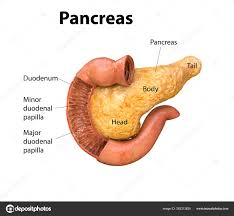 Pancreas
Pancreas
Tail
Duodenum
Body
Minor
duodenal
papilla
Head
Major
duodenal
papilla
depositphotos